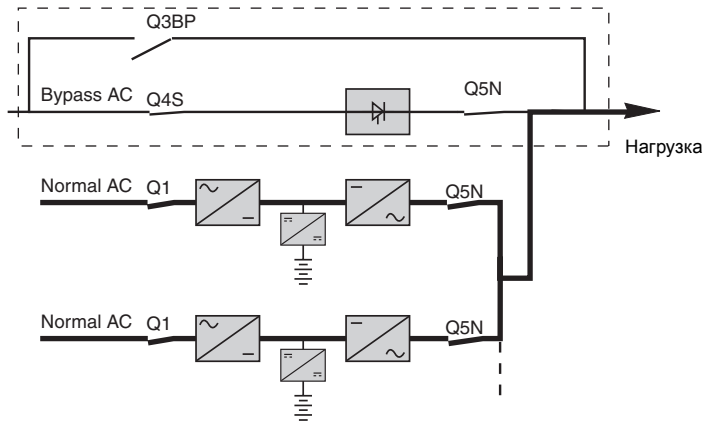 Q3BP
Bypass AC Q4S Q5N
Нагрузка
Normal AC Q1 Q5N
Normal AC Q1 Q5N